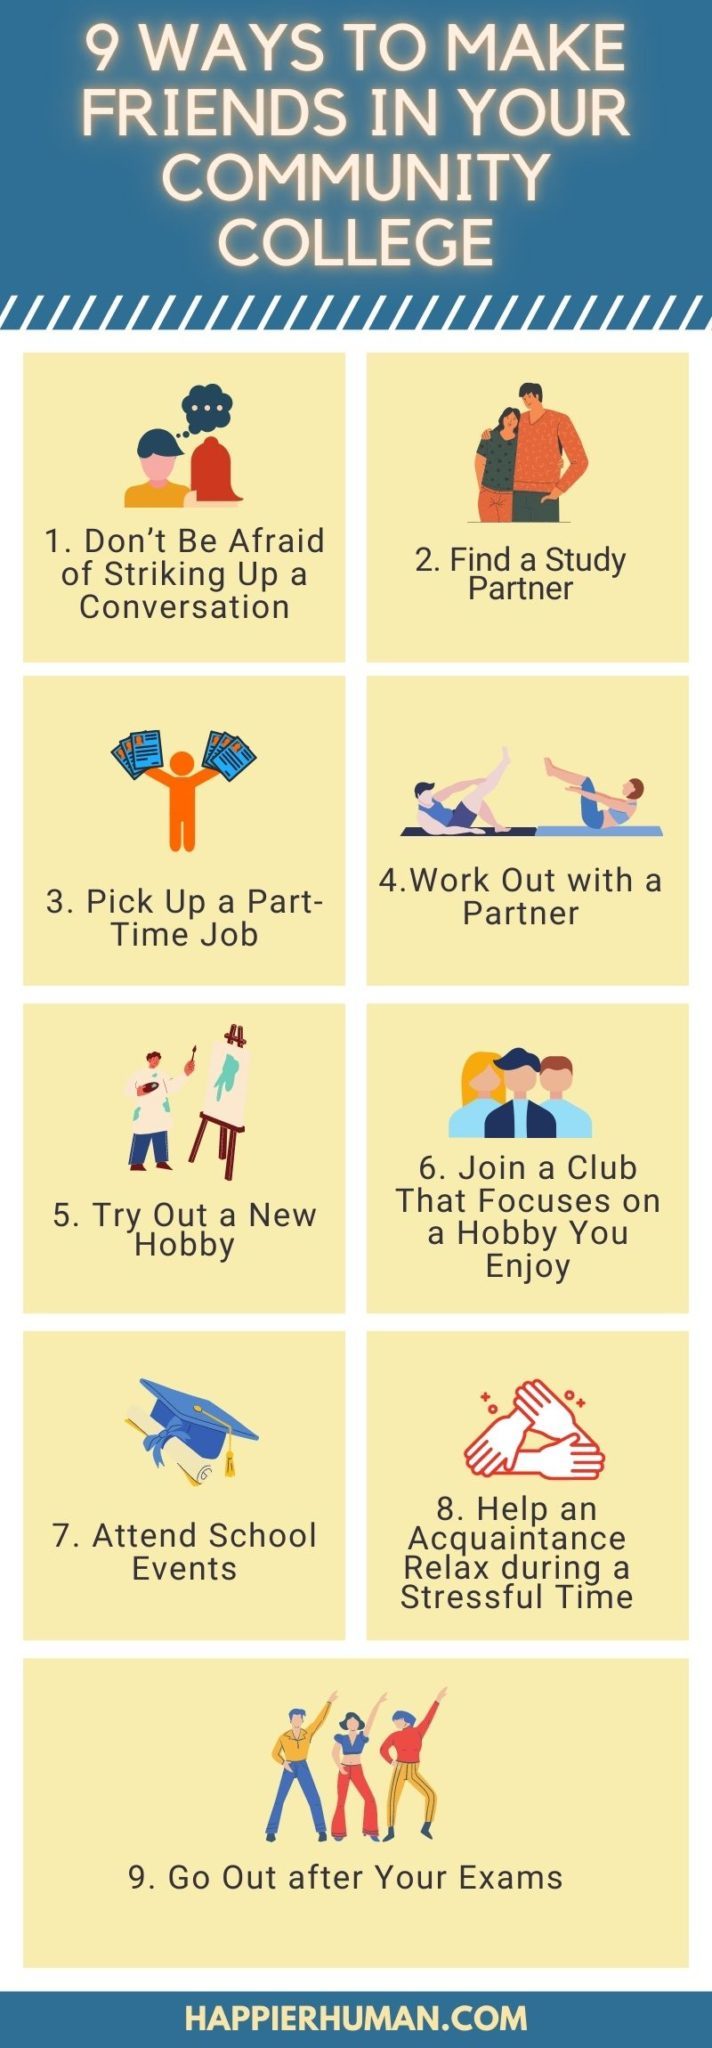 9 WAYS TO MAKE
FRIENDS IN YOUR
COMMUNITY
COLLEGE
1. Don’t Be Afraid
of Striking Up a
Conversation
2. Find a Study
Partner
3. Pick Up a Part-
Time Job
4.Work Out with a
Partner
5. Try Out a New
Hobby
6. Join a Club
That Focuses on
a Hobby You
Enjoy
7. Attend School
Events
8. Help an
Acquaintance
Relax during a
Stressful Time
9. Go Out after Your Exams
HAPPIERHUMAN.COM